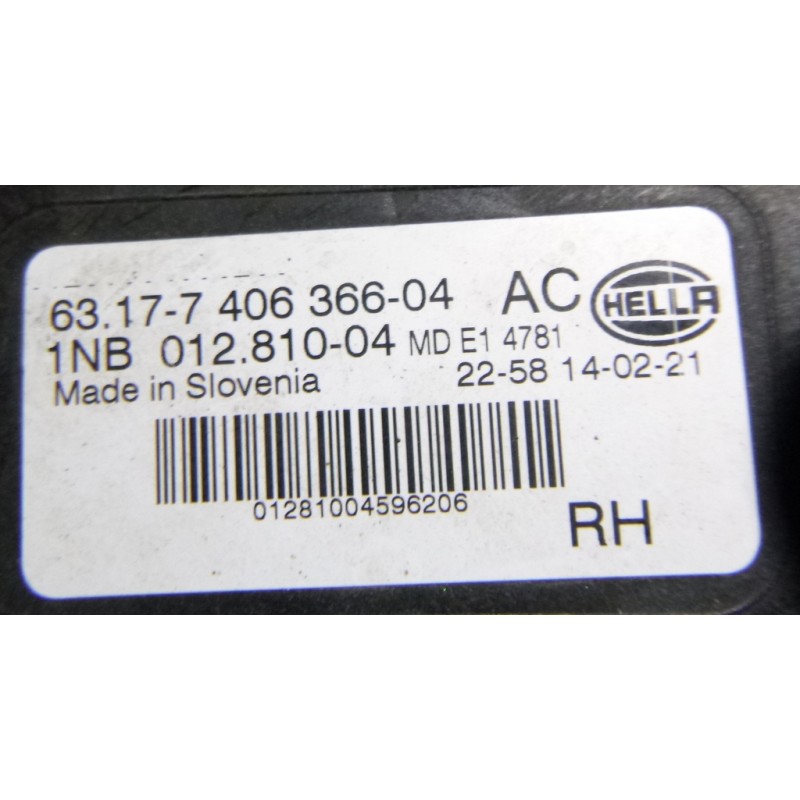 63.17-7 406 366-04 AC HELLA
1NB 012.810-04 MD E1 4781
Made in Slovenia 22-58 14-02-21
01281004596206
RH